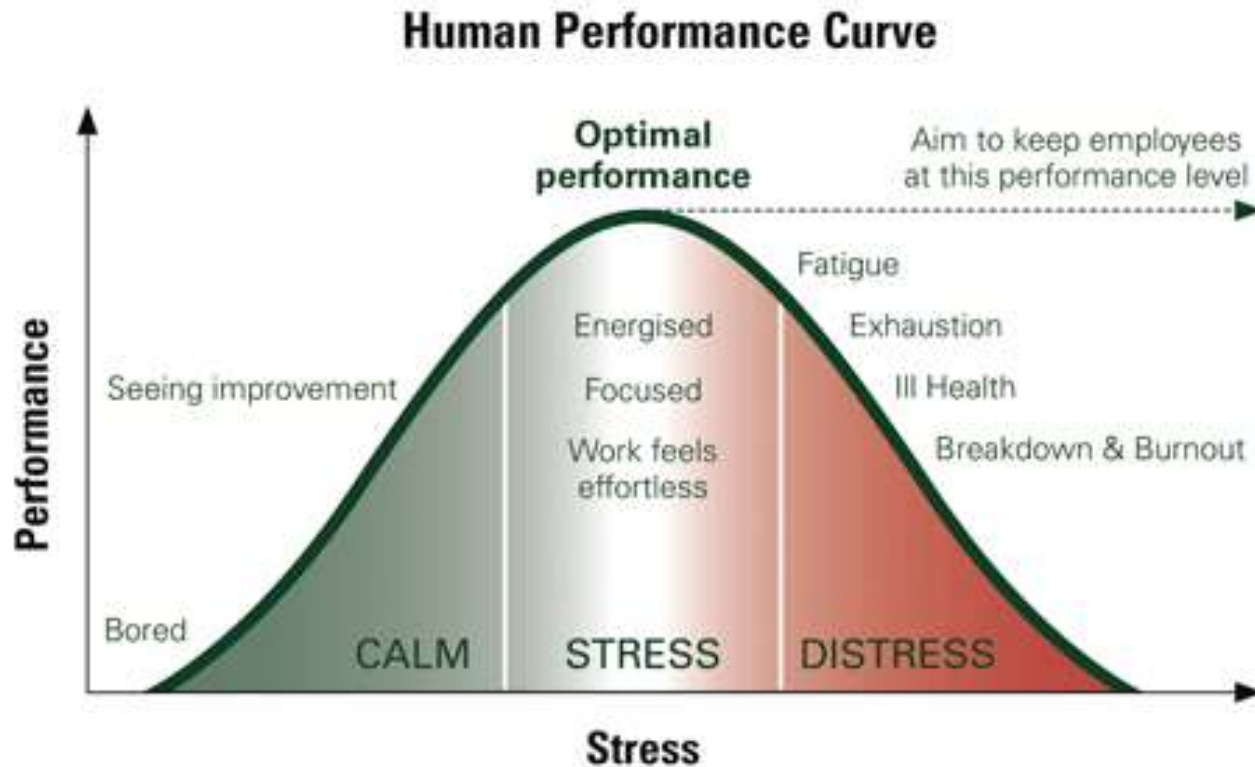 Human Performance Curve
Optimal
performance
Aim to keep employees
at this performance level
Fatigue
Energised
Exhaustion
Seeing improvement
Focused
Ill Health
Work feels
effortless
Breakdown & Burnout
Performance
Bored
CALM
STRESS
DISTRESS
Stress